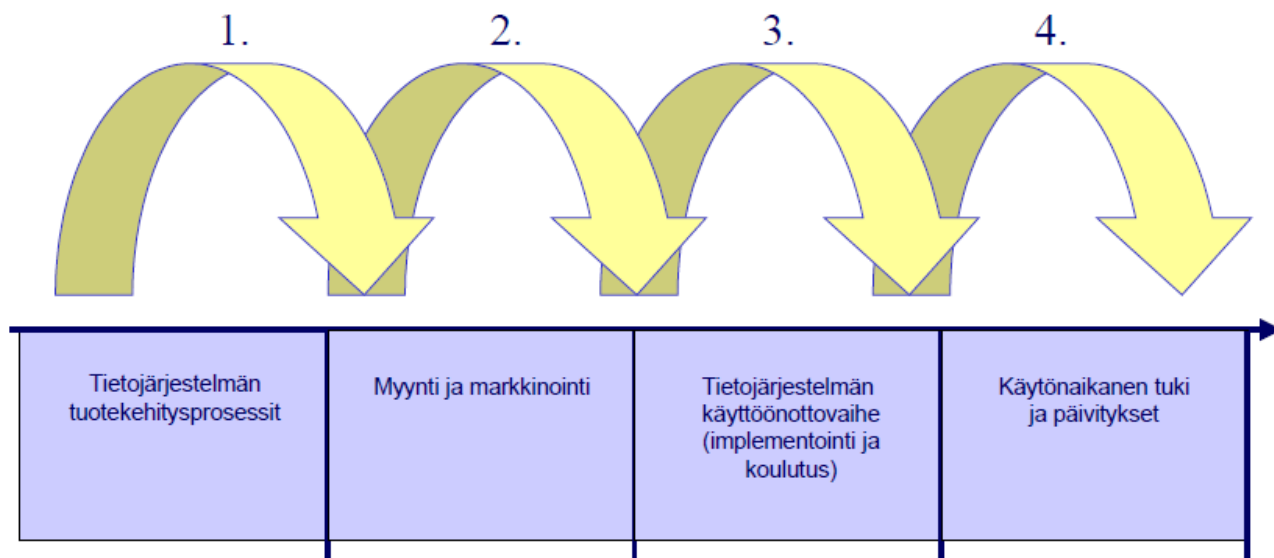 1.
2.
3.
4.
Tietojärjestelmän
tuotekehitysprosessit
Myynti ja markkinointi
Tietojärjestelmän
käyttöönottovaihe
(implementointi ja
koulutus)
Käytönaikanen tuki
ja päivitykset